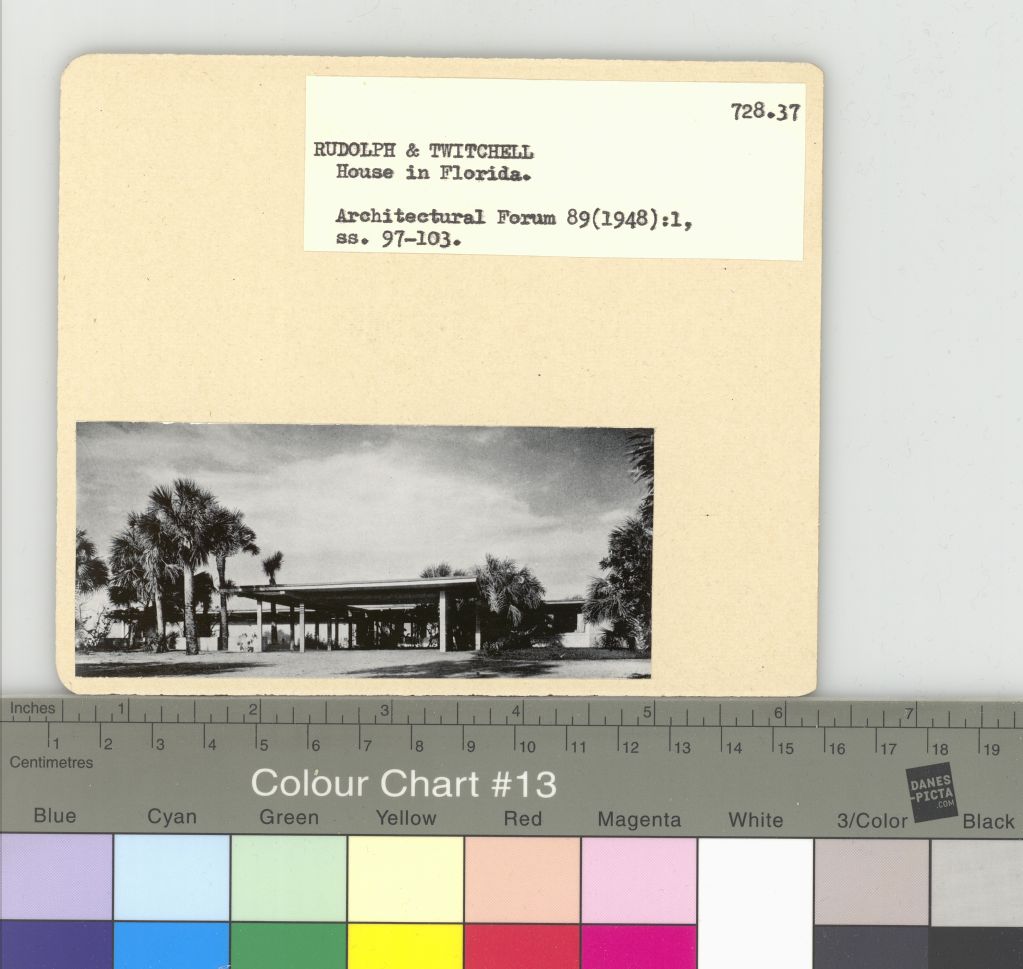 728.37
RUDOLPH & TWITCHELL
House in Florida.
Architectural Forum 89(1948):1,
ss. 97-103.
Inches 1 2 3 4 5 6 7
1 2 3 4 5 6 7 8 9 10 11 12 13 14 15 16 17 18 19
Centimetres
Colour Chart #13
DANES
-PICTA
.COM
Blue Cyan Green Yellow Red Magenta White 3/Color Black